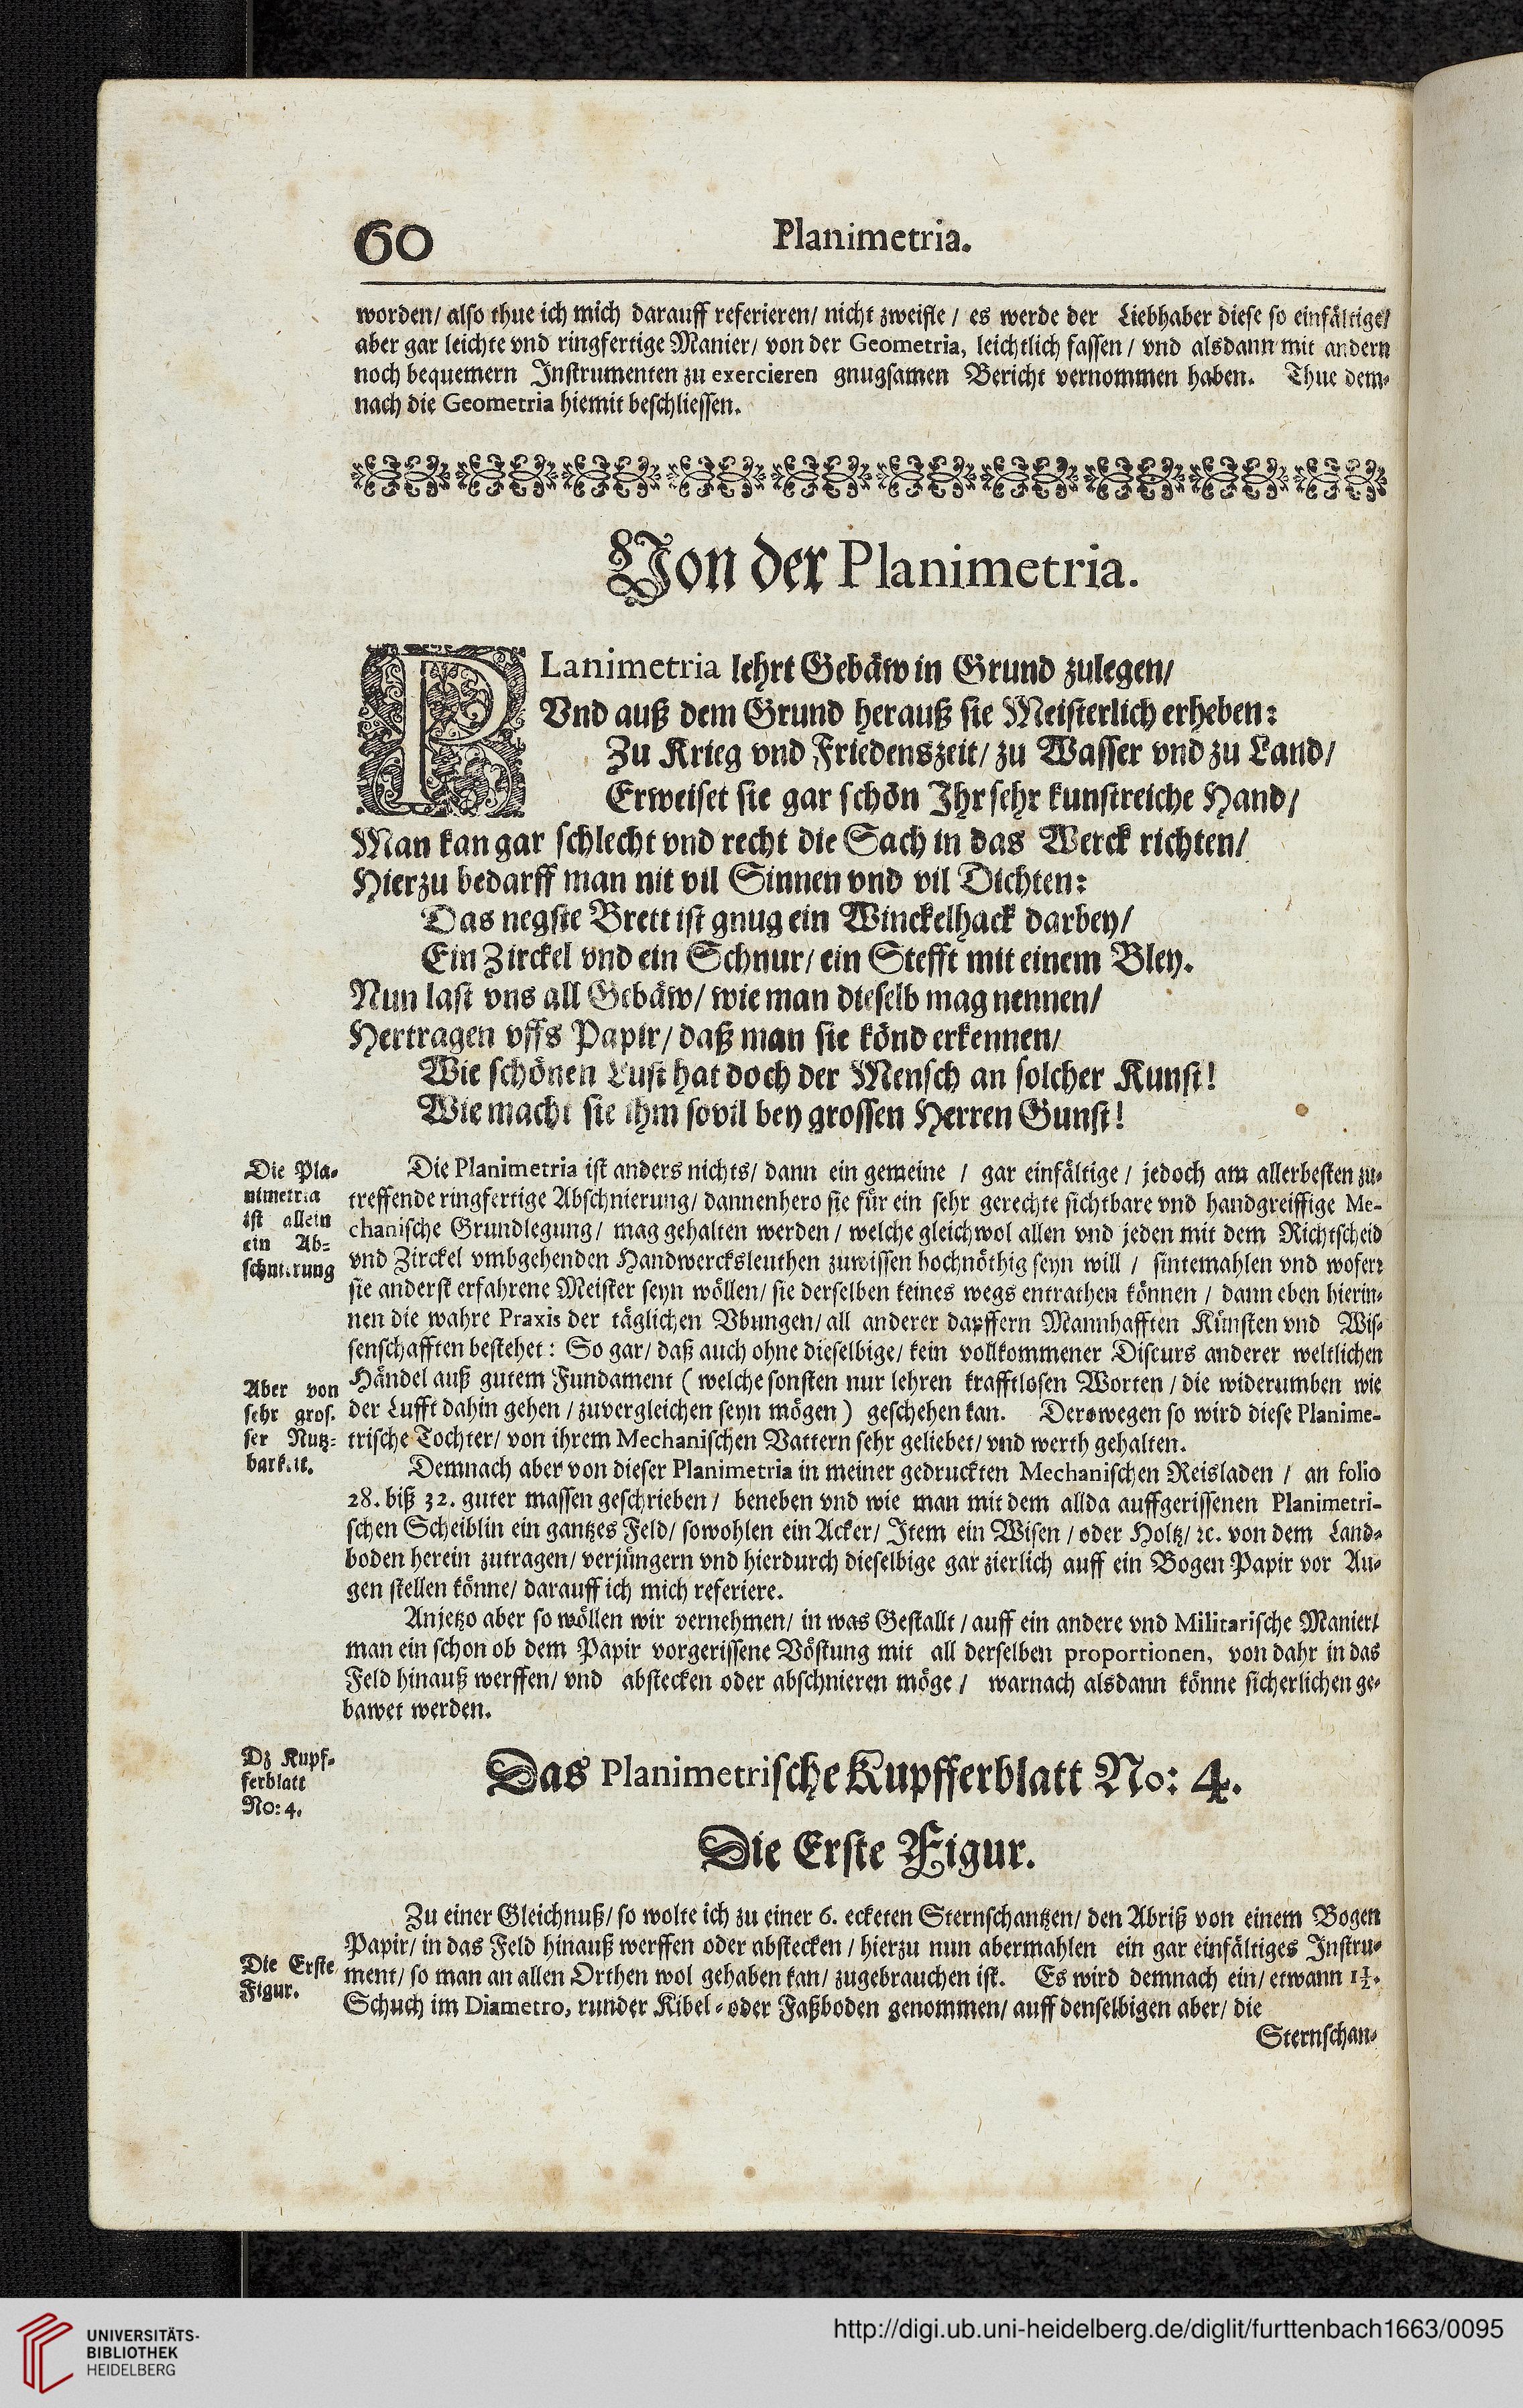 60
Planimetria.
worden/ also thue ich mich darauff referieren/ nicht zweifle / es werde der Liebhaber diese so einfältige/
aber gar leichte vnd ringfertige Manier/ von der Geometria, leichtlich fassen / vnd alsdann mit andern
noch bequemern Instrumenten zu exercieren gnugsamen Bericht vernommen haben. Thue dem-
nach die Geometria hiemit beschliessen.
Von der Planimetria.
PLanimetria lehrt Gebäw in Grund zulegen/
Vnd auß dem Grund herauß sie Meisterlich erheben:
Zu Krieg vnd Friedenszeit/ zu Wasser vnd zu Land/
Erweiset sie gar schön Ihr sehr kunstreiche Hand/
Man kan gar schlecht vnd recht die Sach in das Werck richten/
Hierzu bedarff man nit vil Sinnen vnd vil Dichten:
Das negste Brett ist gnug ein Winckelhack darbey/
Ein Zirckel vnd ein Schnur/ ein Stefft mit einem Bley.
Nun last vns all Gebäw/ wie man dieselb mag nennen/
Hertragen vffs Papir/ daß man sie könd erkennen/
Wie schönen Lust hat doch der Mensch an solcher Kunst!
Wie macht sie ihm sovil bey grossen Herren Gunst!
Die Pla-
nimetria
ist allein
ein Ab-
schnierung
Die Planimetria ist anders nichts/ dann ein gemeine / gar einfältige / jedoch am allerbesten zu-
treffende ringfertige Abschnierung/ dannenhero sie für ein sehr gerechte sichtbare vnd handgreiffige Me-
chanische Grundlegung/ mag gehalten werden / welche gleichwol allen vnd jeden mit dem Richtscheid
vnd Zirckel vmbgehenden Handwercksleuthen zuwissen hochnöthig seyn will / sintemahlen vnd wofern
sie anderst erfahrene Meister seyn wöllen/ sie derselben keines wegs entrathen können / dann eben hierin-
nen die wahre Praxis der täglichen Vbungen/ all anderer dapffern Mannhafften Künsten vnd Wis-
senschafften bestehet: So gar/ daß auch ohne dieselbige/ kein vollkommener Discurs anderer weltlichen
Händel auß gutem Fundament ( welche sonsten nur lehren krafftlosen Worten / die widerumben wie
der Lufft dahin gehen / zuvergleichen seyn mögen ) geschehen kan. Derowegen so wird diese Planime-
trische Tochter/ von ihrem Mechanischen Vattern sehr geliebet/ vnd werth gehalten.
Aber von
sehr gros-
ser Nutz-
barkeit.
Demnach aber von dieser Planimetria in meiner gedruckten Mechanischen Reisladen / an folio
28. biß 32. guter massen geschrieben / beneben vnd wie man mit dem allda auffgerissenen Planimetri-
schen Scheiblin ein gantzes Feld/ sowohlen ein Acker/ Item ein Wisen / oder Holtz/ ꝛc. von dem Land-
boden herein zutragen/ verjüngern vnd hierdurch dieselbige gar zierlich auff ein Bogen Papir vor Au-
gen stellen könne/ darauff ich mich referiere.
Anjetzo aber so wöllen wir vernehmen/ in was Gestallt / auff ein andere vnd Militarische Manier/
man ein schon ob dem Papir vorgerissene Vöstung mit all derselben proportionen, von dahr in das
Feld hinauß werffen/ vnd abstecken oder abschnieren möge / warnach alsdann könne sicherlichen ge-
bawet werden.
Dz Kupf-
ferblatt
No: 4.
Das Planimetrische Kupfferblatt No: 4.
Die Erste Figur.
Zu einer Gleichnuß/ so wolte ich zu einer 6. ecketen Sternschantzen/ den Abriß von einem Bogen
Papir/ in das Feld hinauß werffen oder abstecken / hierzu nun abermahlen ein gar einfältiges Instru-
ment/ so man an allen Orthen wol gehaben kan/ zugebrauchen ist. Es wird demnach ein/ etwann 1½.
Schuch im Diametro, runder Kibel- oder Faßboden genommen/ auff denselbigen aber/ die
Die Erste
Figur.
Sternschan-
UNIVERSITÄTS-
BIBLIOTHEK
HEIDELBERG
http://digi.ub.uni-heidelberg.de/diglit/furttenbach1663/0095